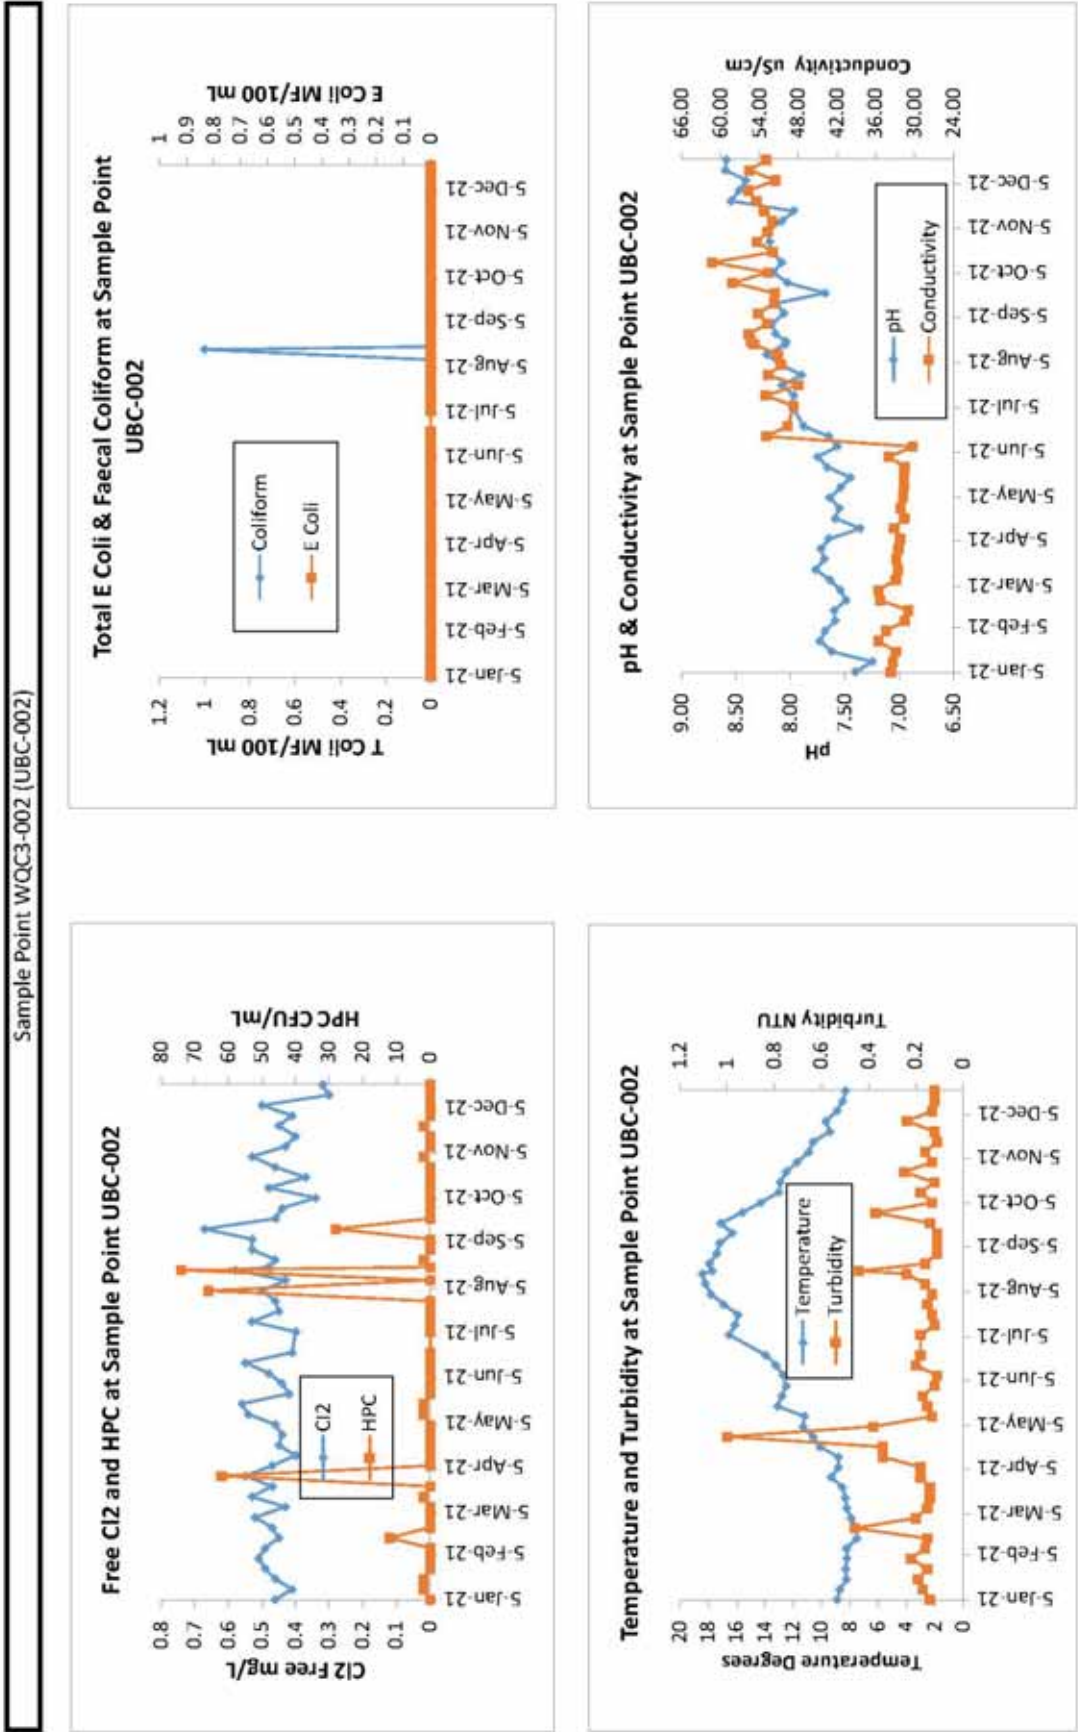 Sample Point WQC3-002 (UBC-002)
Free Cl2 and HPC at Sample Point UBC-002
Cl2 Free mg/L
0.8
0.7
0.6
0.5
0.4
0.3
0.2
0.1
0
HPC CFU/mL
80
70
60
50
40
30
20
10
0
Cl2
HPC
5-Jan-21
5-Feb-21
5-Mar-21
5-Apr-21
5-May-21
5-Jun-21
5-Jul-21
5-Aug-21
5-Sep-21
5-Oct-21
5-Nov-21
5-Dec-21
Total E Coli & Faecal Coliform at Sample Point
UBC-002
T Coli MF/100 mL
1.2
1
0.8
0.6
0.4
0.2
0
E Coli MF/100 mL
1
0.9
0.8
0.7
0.6
0.5
0.4
0.3
0.2
0.1
0
Coliform
E Coli
5-Jan-21
5-Feb-21
5-Mar-21
5-Apr-21
5-May-21
5-Jun-21
5-Jul-21
5-Aug-21
5-Sep-21
5-Oct-21
5-Nov-21
5-Dec-21
Temperature and Turbidity at Sample Point UBC-002
Temperature Degrees
20
18
16
14
12
10
8
6
4
2
0
Turbidity NTU
1.2
1
0.8
0.6
0.4
0.2
0
Temperature
Turbidity
5-Jan-21
5-Feb-21
5-Mar-21
5-Apr-21
5-May-21
5-Jun-21
5-Jul-21
5-Aug-21
5-Sep-21
5-Oct-21
5-Nov-21
5-Dec-21
pH & Conductivity at Sample Point UBC-002
pH
9.00
8.50
8.00
7.50
7.00
6.50
Conductivity uS/cm
66.00
60.00
54.00
48.00
42.00
36.00
30.00
24.00
pH
Conductivity
5-Jan-21
5-Feb-21
5-Mar-21
5-Apr-21
5-May-21
5-Jun-21
5-Jul-21
5-Aug-21
5-Sep-21
5-Oct-21
5-Nov-21
5-Dec-21